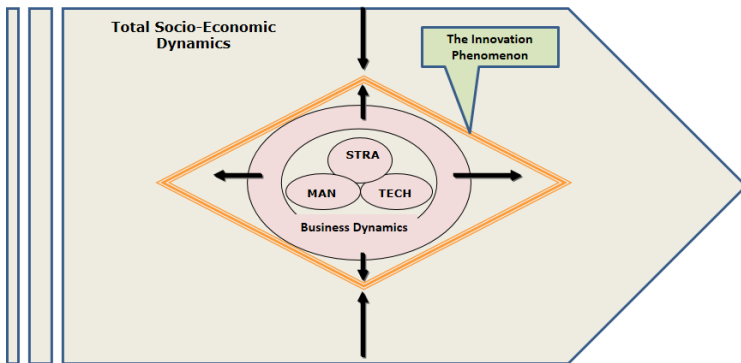 Total Socio-Economic
Dynamics
The Innovation
Phenomenon
STRA
MAN
TECH
Business Dynamics